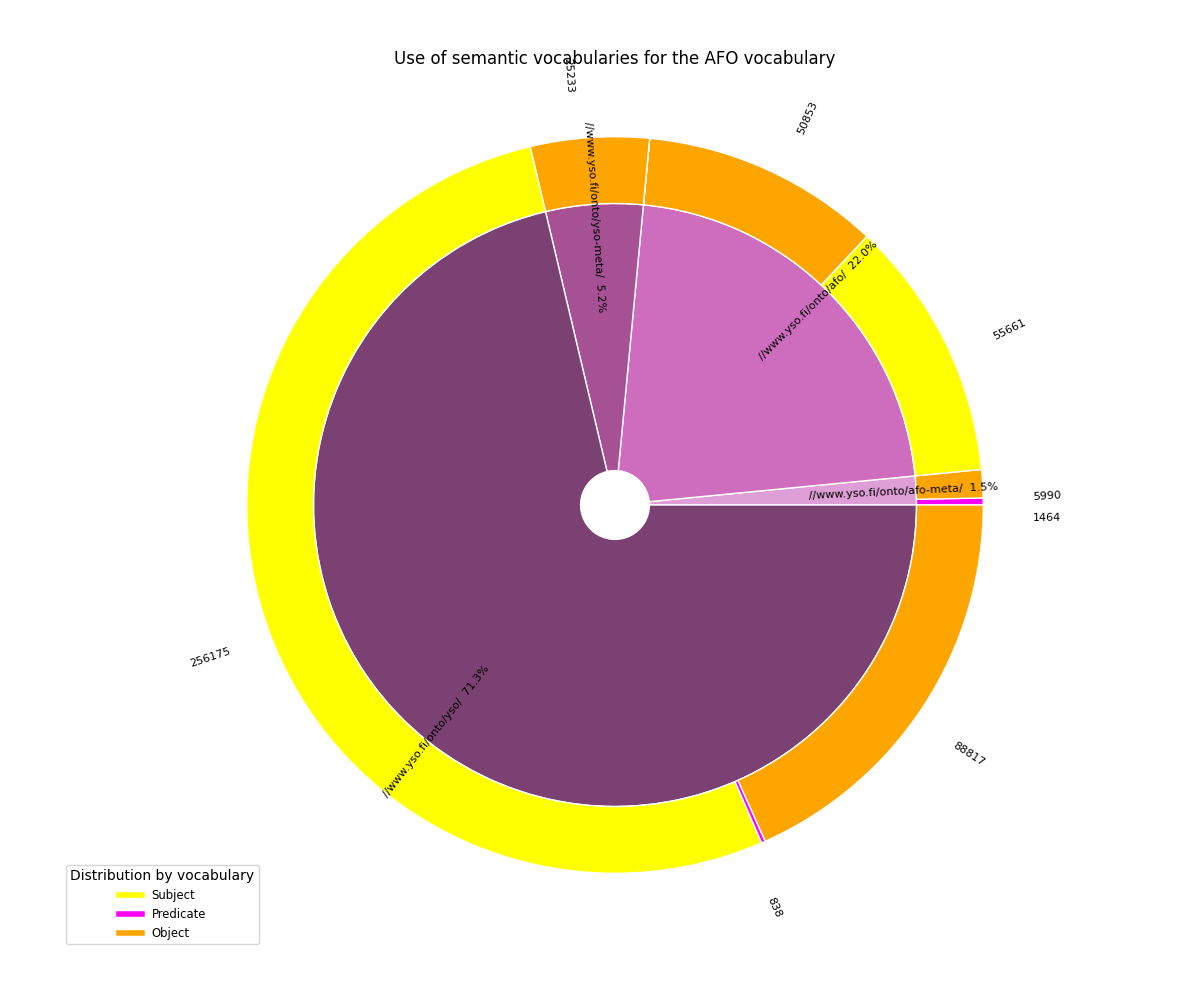 Use of semantic vocabularies for the AFO vocabulary
25233
50853
//www.yso.fi/onto/yso-meta/ 5.2%
//www.yso.fi/onto/afo/ 22.0%
55661
//www.yso.fi/onto/afo-meta/ 1.5%
5990
1464
256175
//www.yso.fi/onto/yso/ 71.3%
88817
838
Distribution by vocabulary
Subject
Predicate
Object